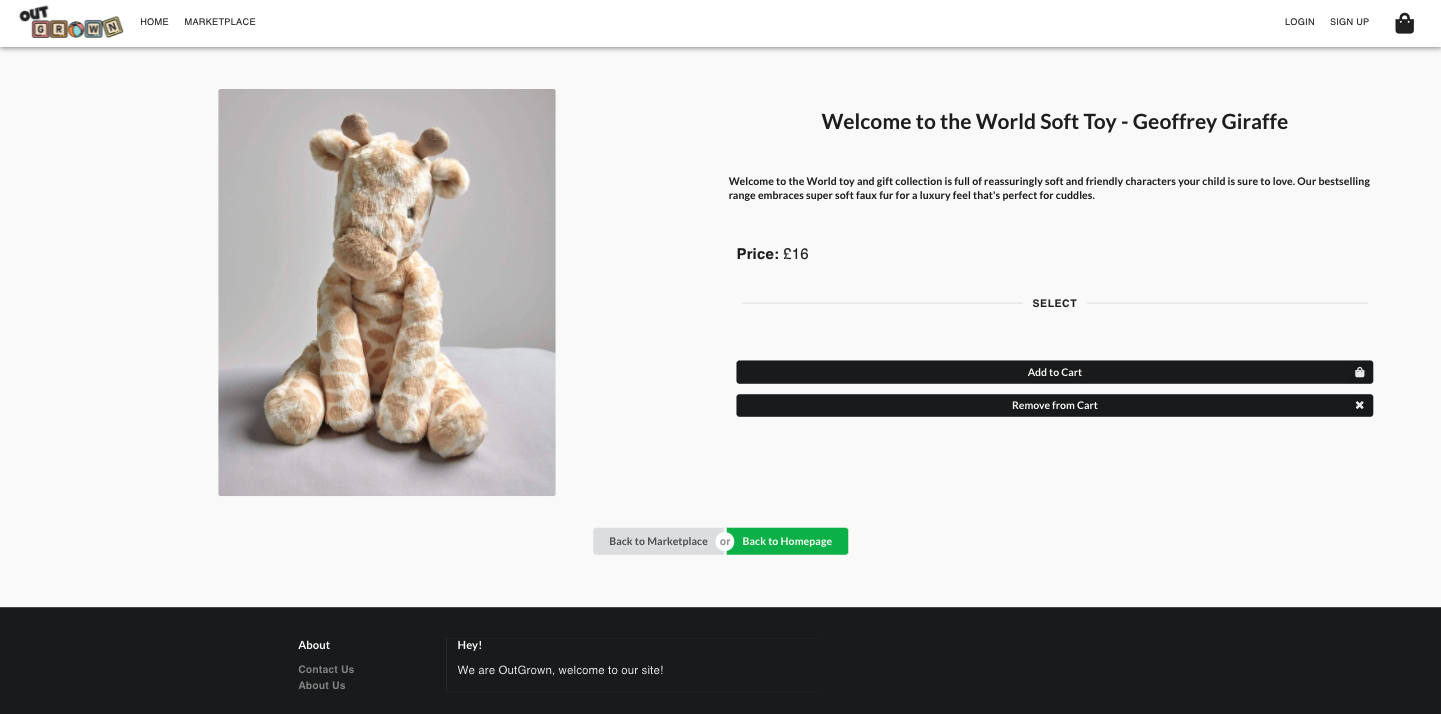 OUT
GROWN
HOME MARKETPLACE
LOGIN SIGN UP
Welcome to the World Soft Toy - Geoffrey Giraffe
Welcome to the World toy and gift collection is full of reassuringly soft and friendly characters your child is sure to love. Our bestselling
range embraces super soft faux fur for a luxury feel that's perfect for cuddles.
Price: £16
SELECT
Add to Cart
Remove from Cart
Back to Marketplace or Back to Homepage
About
Contact Us
About Us
Hey!
We are OutGrown, welcome to our site!